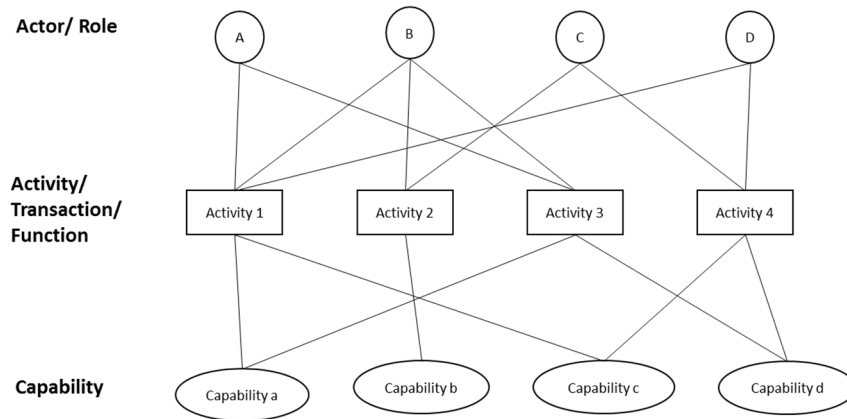 Actor/ Role
A
B
C
D
Activity/
Transaction/
Function
Activity 1
Activity 2
Activity 3
Activity 4
Capability
Capability a
Capability b
Capability c
Capability d